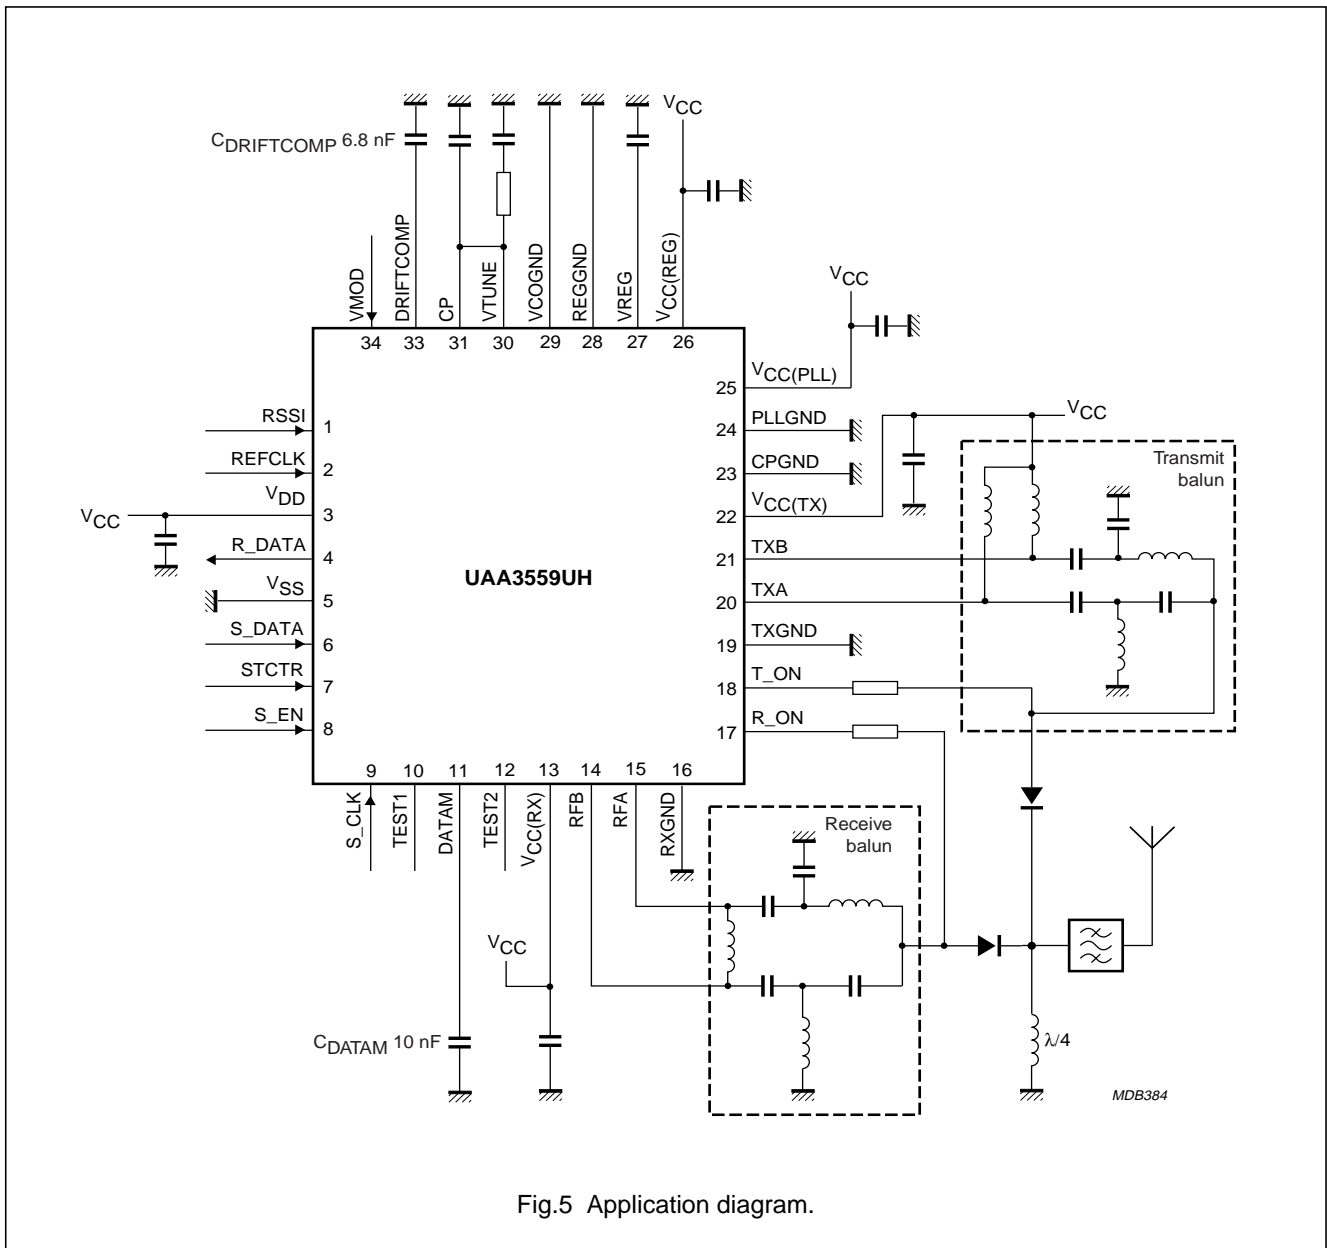 C_DRIFTCOMP 6.8 nF
V_CC
VMOD
DRIFTCOMP
CP
VTUNE
VCOGND
REGGND
VREG
V_CC(REG)
34
33
31
30
29
28
27
26
V_CC
25 V_CC(PLL)
RSSI 1
24 PLLGND
V_CC
REFCLK 2
23 CPGND
Transmit
balun
V_CC V_DD 3
22 V_CC(TX)
R_DATA 4
21 TXB
UAA3559UH
V_SS 5
20 TXA
S_DATA 6
19 TXGND
STCTR 7
18 T_ON
S_EN 8
17 R_ON
9
10
11
12
13
14
15
16
S_CLK
TEST1
DATAM
TEST2
V_CC(RX)
RFB
RFA
RXGND
Receive
balun
V_CC
C_DATAM 10 nF
λ/4
MDB384
Fig.5 Application diagram.